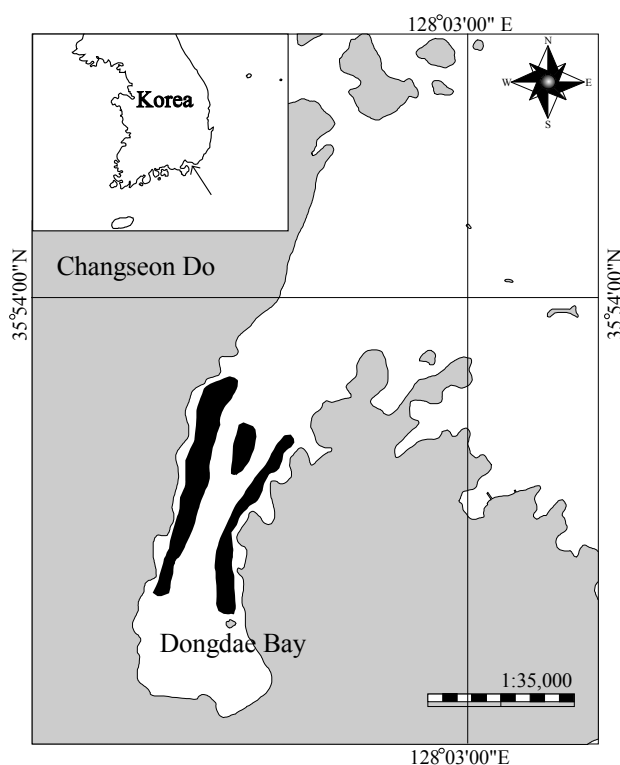 128°03'00" E
N
W
E
S
Korea
Changseon Do
35°54'00"N
35°54'00"N
Dongdae Bay
1:35,000
128°03'00" E